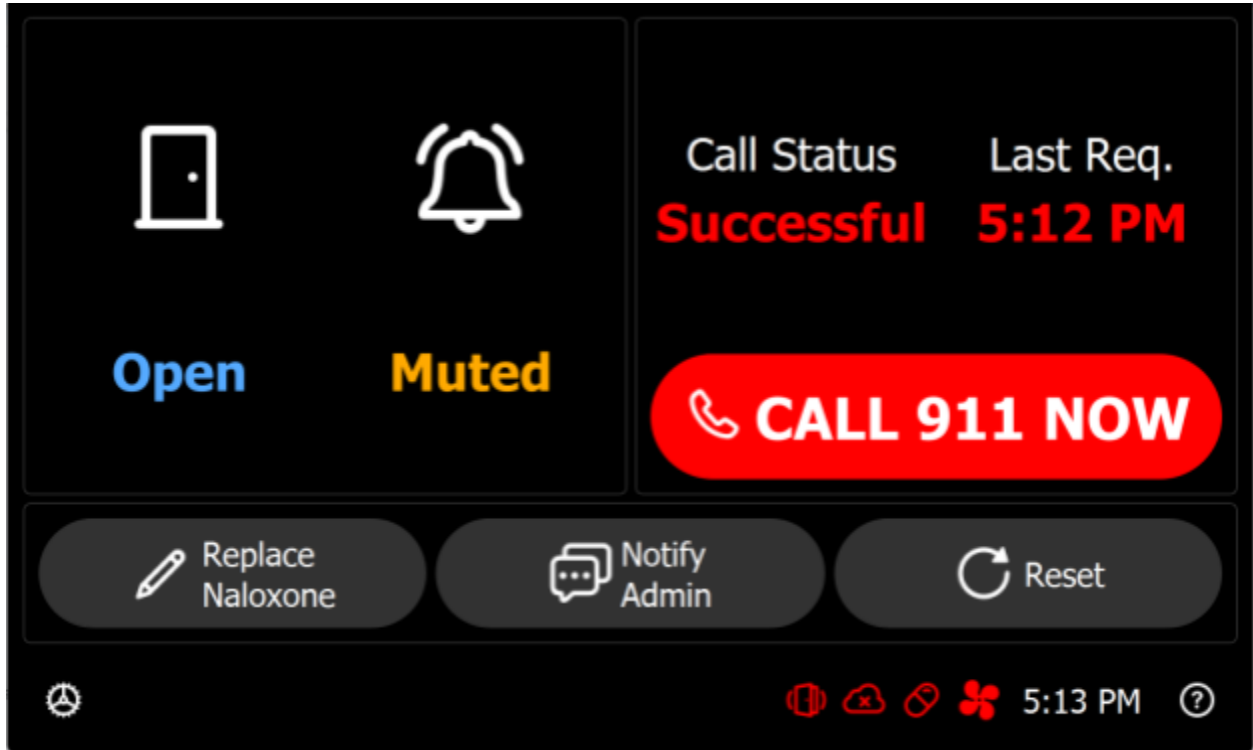 Call Status Last Req.
Successful 5:12 PM
Open Muted
CALL 911 NOW
Replace
Naloxone
Notify
Admin
Reset
5:13 PM